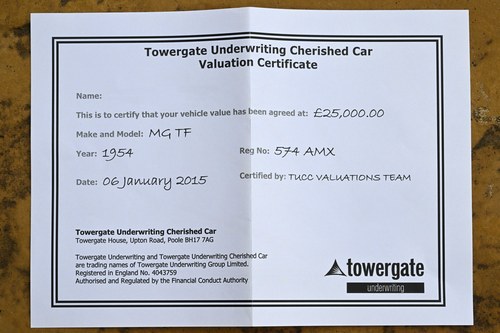 Towergate Underwriting Cherished Car
Valuation Certificate
Name:
This is to certify that your vehicle value has been agreed at: £25,000.00
Make and Model: MG TF
Year: 1954 Reg No: 574 AMX
Date: 06 January 2015 Certified by: TUCC VALUATIONS TEAM
Towergate Underwriting Cherished Car
Towergate House, Upton Road, Poole BH17 7AG
Towergate Underwriting and Towergate Underwriting Cherished Car
are trading names of Towergate Underwriting Group Limited.
Registered in England No. 4043759
Authorised and Regulated by the Financial Conduct Authority
towergate
underwriting